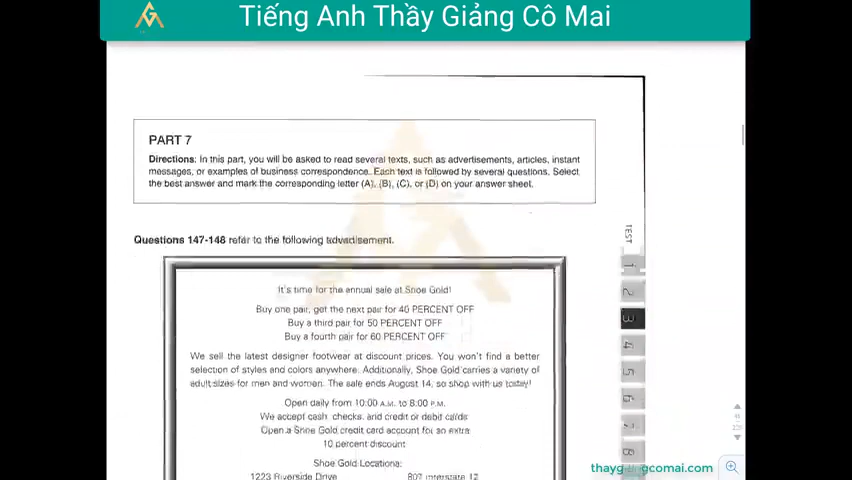 Tiếng Anh Thầy Giảng Cô Mai
PART 7
Directions: In this part, you will be asked to read several texts, such as advertisements, articles, instant
messages, or examples of business correspondence. Each text is followed by several questions. Select
the best answer and mark the corresponding letter (A), (B), (C), or (D) on your answer sheet.
Questions 147-148 refer to the following advertisement.
It's time for the annual sale at Shoe Gold!
Buy one pair, get the next pair for 40 PERCENT OFF
Buy a third pair for 50 PERCENT OFF
Buy a fourth pair for 60 PERCENT OFF
We sell the latest designer footwear at discount prices. You won't find a better
selection of styles and colors anywhere. Additionally, Shoe Gold carries a variety of
adult sizes for men and women. The sale ends August 14, so shop with us today!
Open daily from 10:00 A.M. to 8:00 P.M.
We accept cash, checks, and credit or debit cards
Open a Shoe Gold credit card account for an extra
10 percent discount
Shoe Gold Locations:
1223 Riverside Drive 807 Interstate 12
TEST
1
2
3
4
5
6
7
8
thaygiangcomai.com